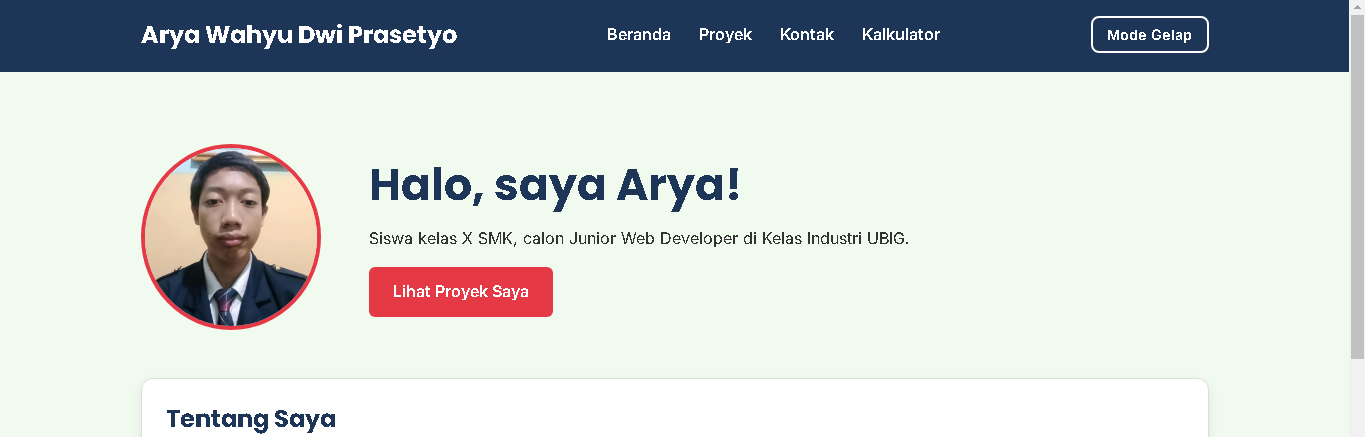 Arya Wahyu Dwi Prasetyo
Beranda Proyek Kontak Kalkulator
Mode Gelap
Halo, saya Arya!
Siswa kelas X SMK, calon Junior Web Developer di Kelas Industri UBIG.
Lihat Proyek Saya
Tentang Saya